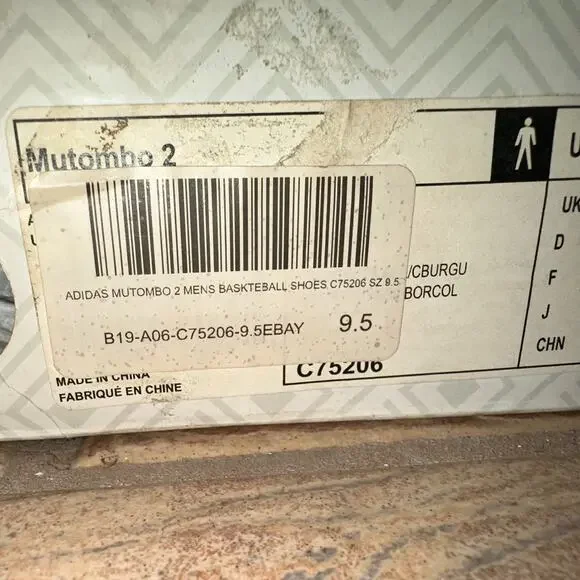 Mutombo 2
U
ADIDAS MUTOMBO 2 MENS BASKTEBALL SHOES C75206 SZ 9.5
B19-A06-C75206-9.5EBAY 9.5
/CBURGU
BORCOL
C75206
MADE IN CHINA
FABRIQUÉ EN CHINE
UK
D
F
J
CHN